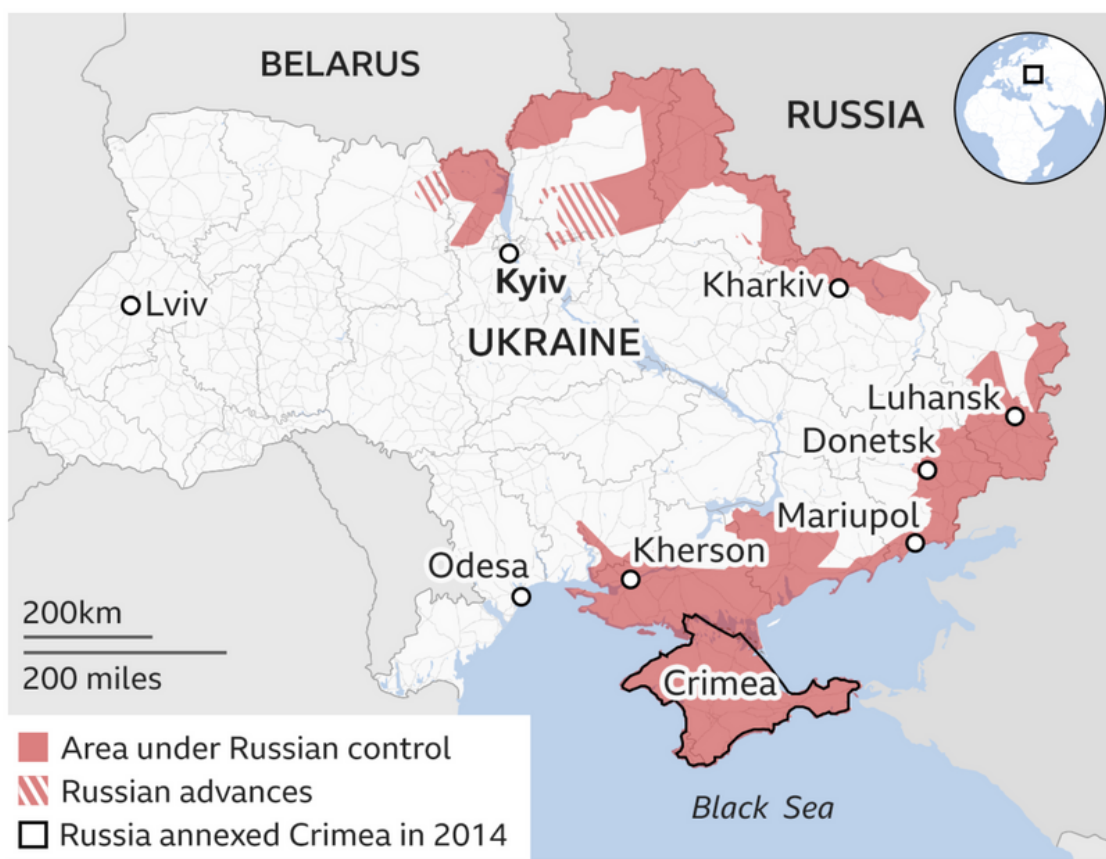 BELARUS
RUSSIA
Kyiv
Lviv
Kharkiv
UKRAINE
Luhansk
Donetsk
Mariupol
Kherson
Odesa
Crimea
200km
200 miles
Black Sea
Area under Russian control
Russian advances
Russia annexed Crimea in 2014